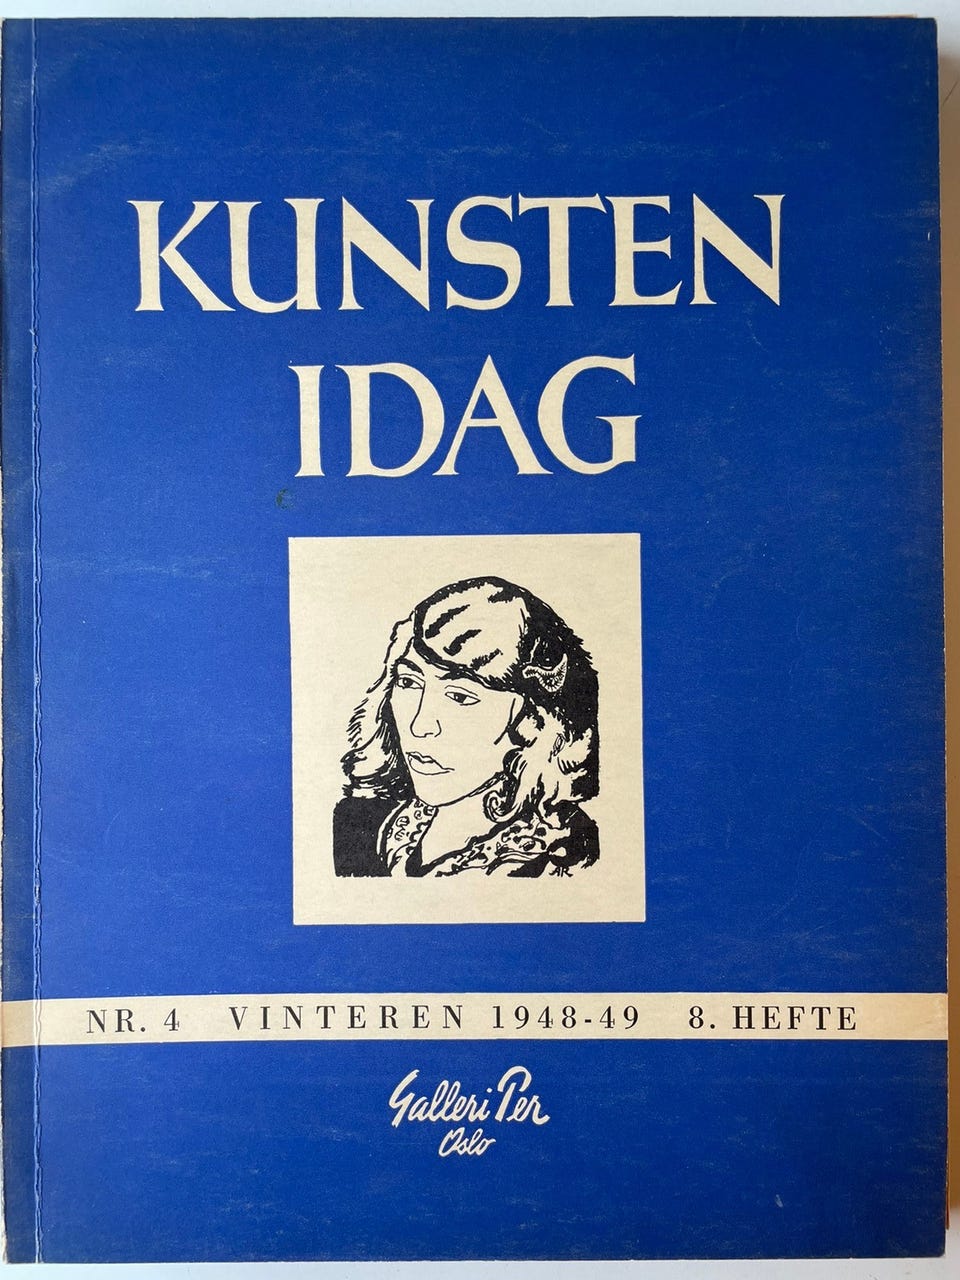 KUNSTEN
IDAG
AR
NR. 4 VINTEREN 1948-49 8. HEFTE
Galleri Per
Oslo